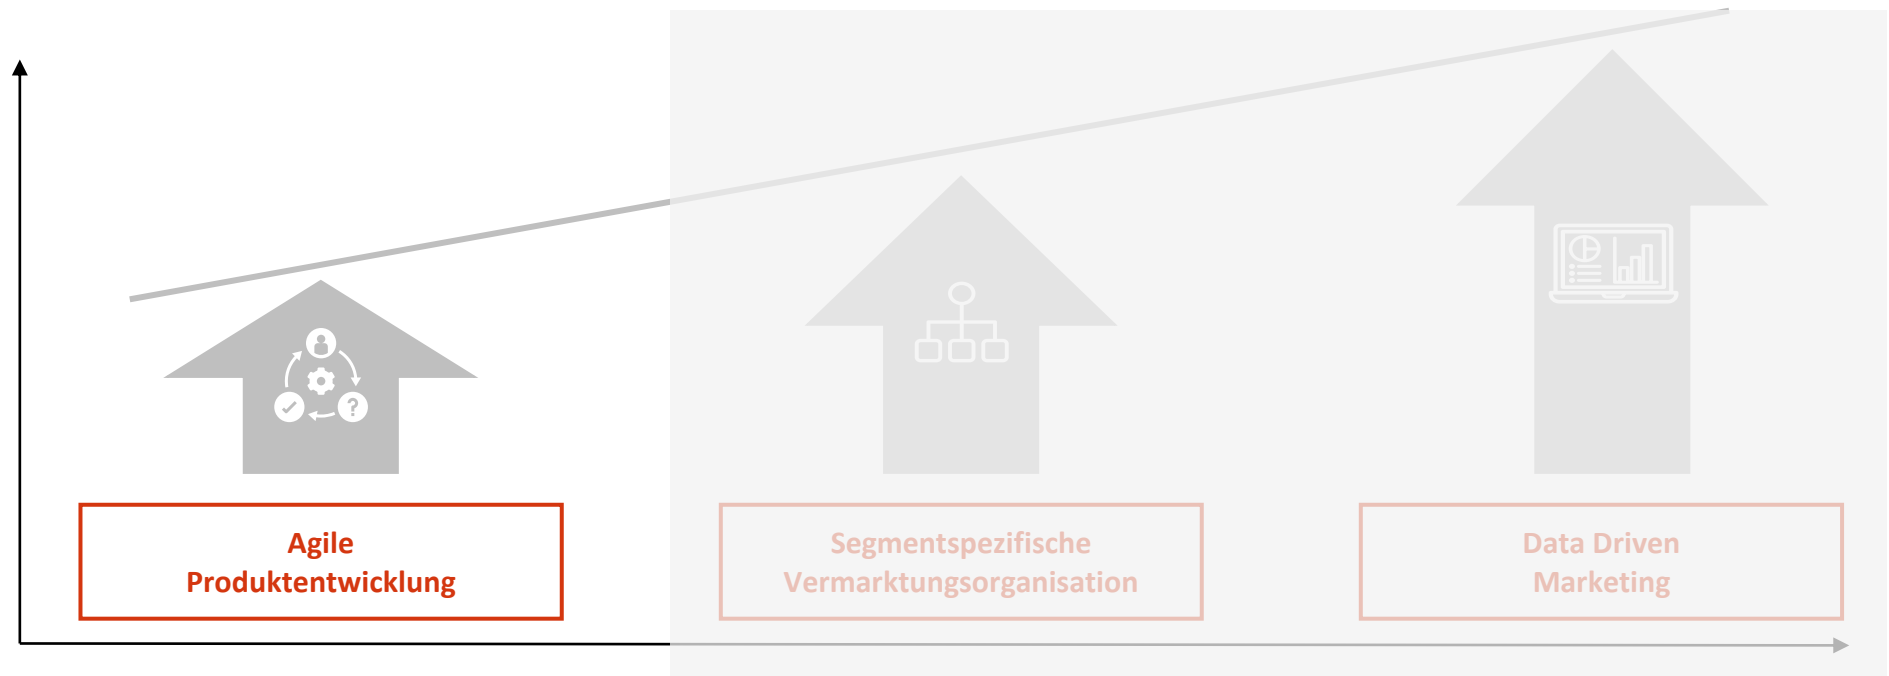 Agile
Produktentwicklung
Segmentspezifische
Vermarktungsorganisation
Data Driven
Marketing